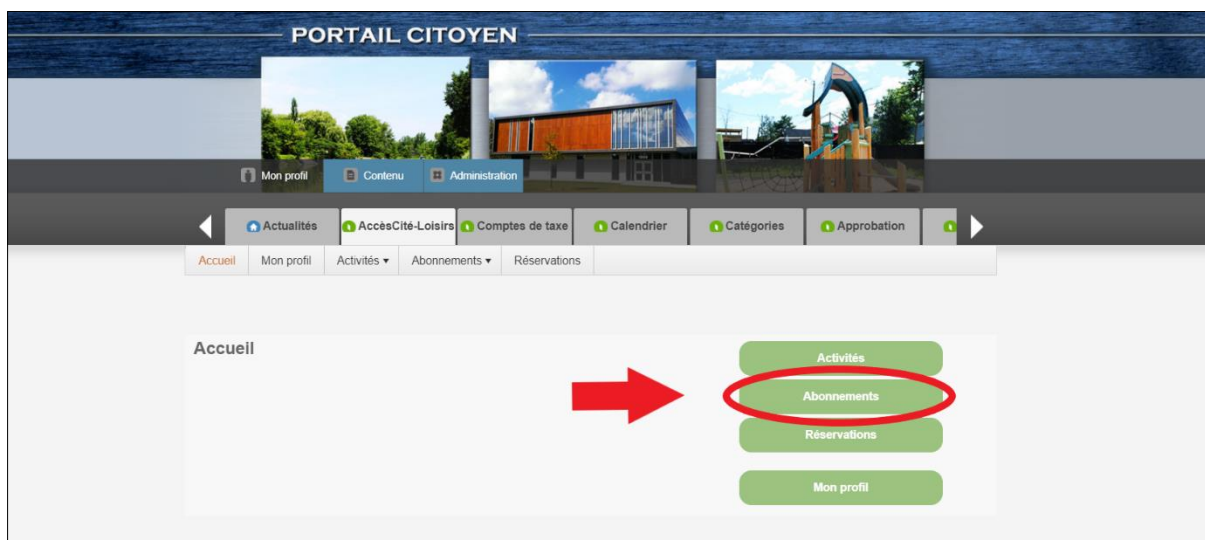 PORTAIL CITOYEN
Mon profil Contenu Administration
Actualités AccèsCité-Loisirs Comptes de taxe Calendrier Catégories Approbation
Accueil Mon profil Activités ▾ Abonnements ▾ Réservations
Accueil
Activités
Abonnements
Réservations
Mon profil